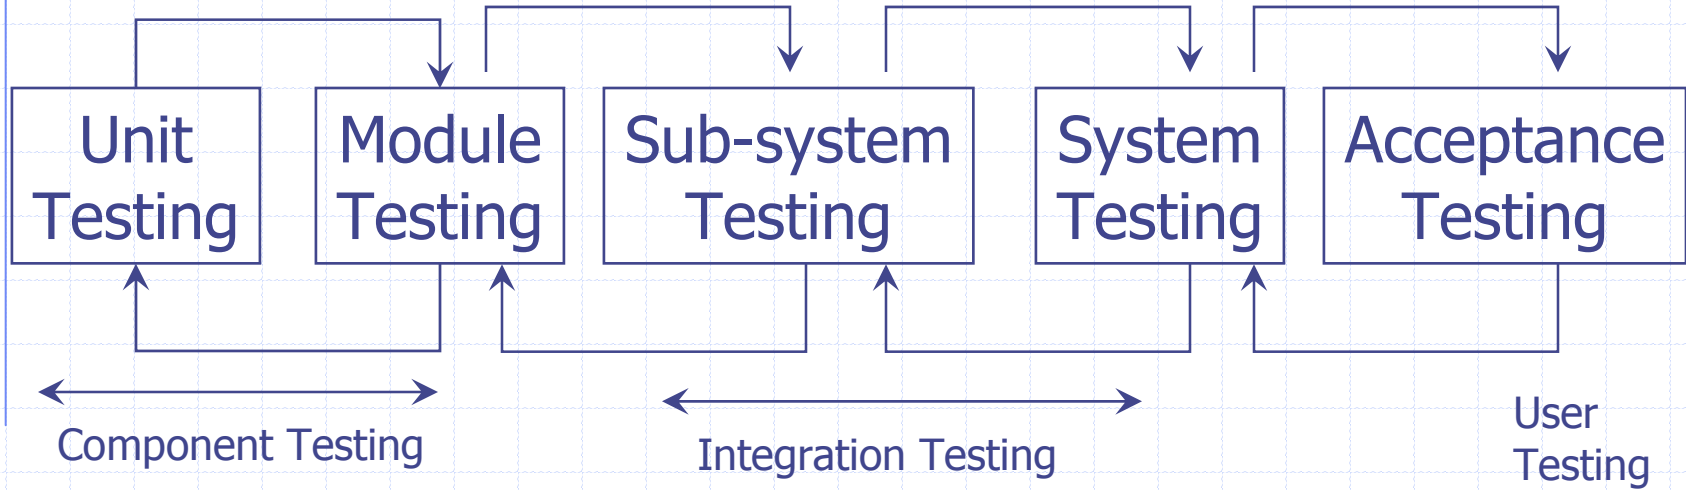 Unit
Testing
Module
Testing
Sub-system
Testing
System
Testing
Acceptance
Testing
Component Testing
Integration Testing
User
Testing